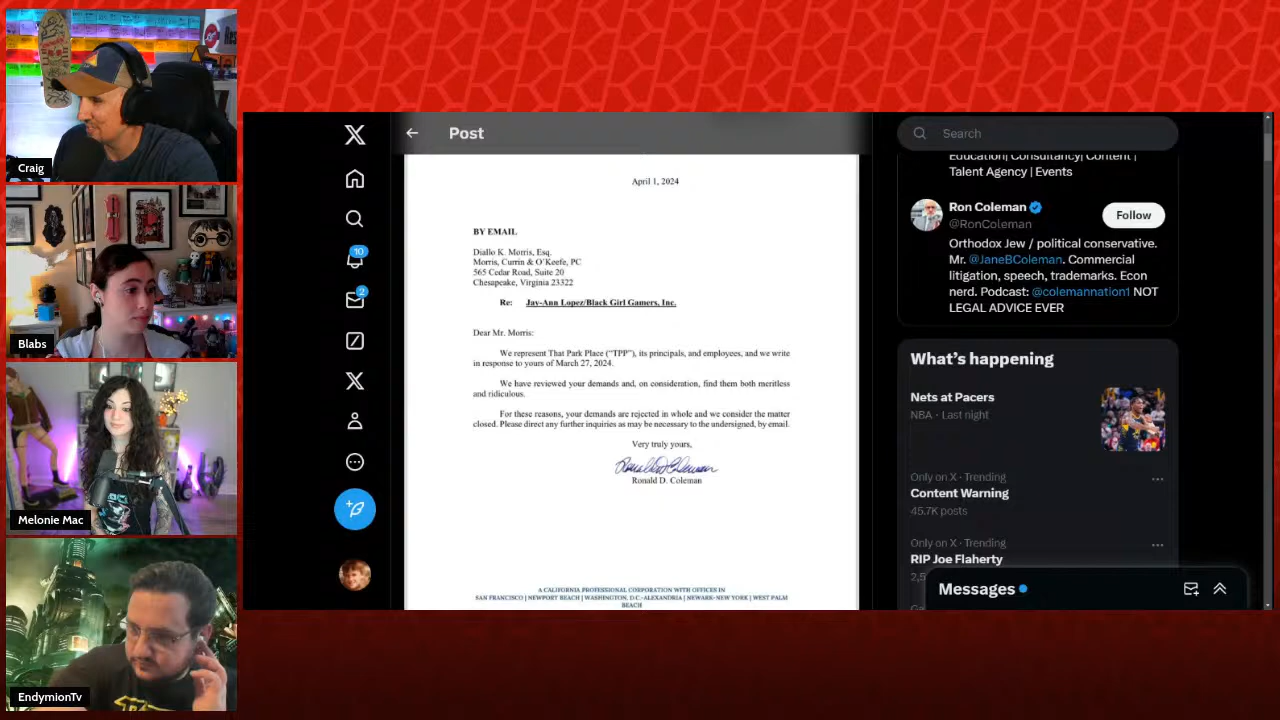 Craig
Blabs
Melonie Mac
EndymionTv
Post
April 1, 2024
BY EMAIL
Diallo K. Morris, Esq.
Morris, Currin & O'Keefe, PC
565 Cedar Road, Suite 20
Chesapeake, Virginia 23322
Re: Jay-Ann Lopez/Black Girl Gamers, Inc.
Dear Mr. Morris:
We represent That Park Place ("TPP"), its principals, and employees, and we write
in response to yours of March 27, 2024.
We have reviewed your demands and, on consideration, find them both meritless
and ridiculous.
For these reasons, your demands are rejected in whole and we consider the matter
closed. Please direct any further inquiries as may be necessary to the undersigned, by email.
Very truly yours,
Ronald D. Coleman
Ronald D. Coleman
A CALIFORNIA PROFESSIONAL CORPORATION WITH OFFICES IN
SAN FRANCISCO | NEWPORT BEACH | WASHINGTON, D.C.-ALEXANDRIA | NEWARK-NEW YORK | WEST PALM
BEACH
10
2
Search
Education| Consultancy| Content |
Talent Agency | Events
Ron Coleman
@RonColeman
Follow
Orthodox Jew / political conservative.
Mr. @JaneBColeman. Commercial
litigation, speech, trademarks. Econ
nerd. Podcast: @colemannation1 NOT
LEGAL ADVICE EVER
What's happening
Nets at Pacers
NBA · Last night
Only on X · Trending
Content Warning
45.7K posts
Only on X · Trending
RIP Joe Flaherty
Messages